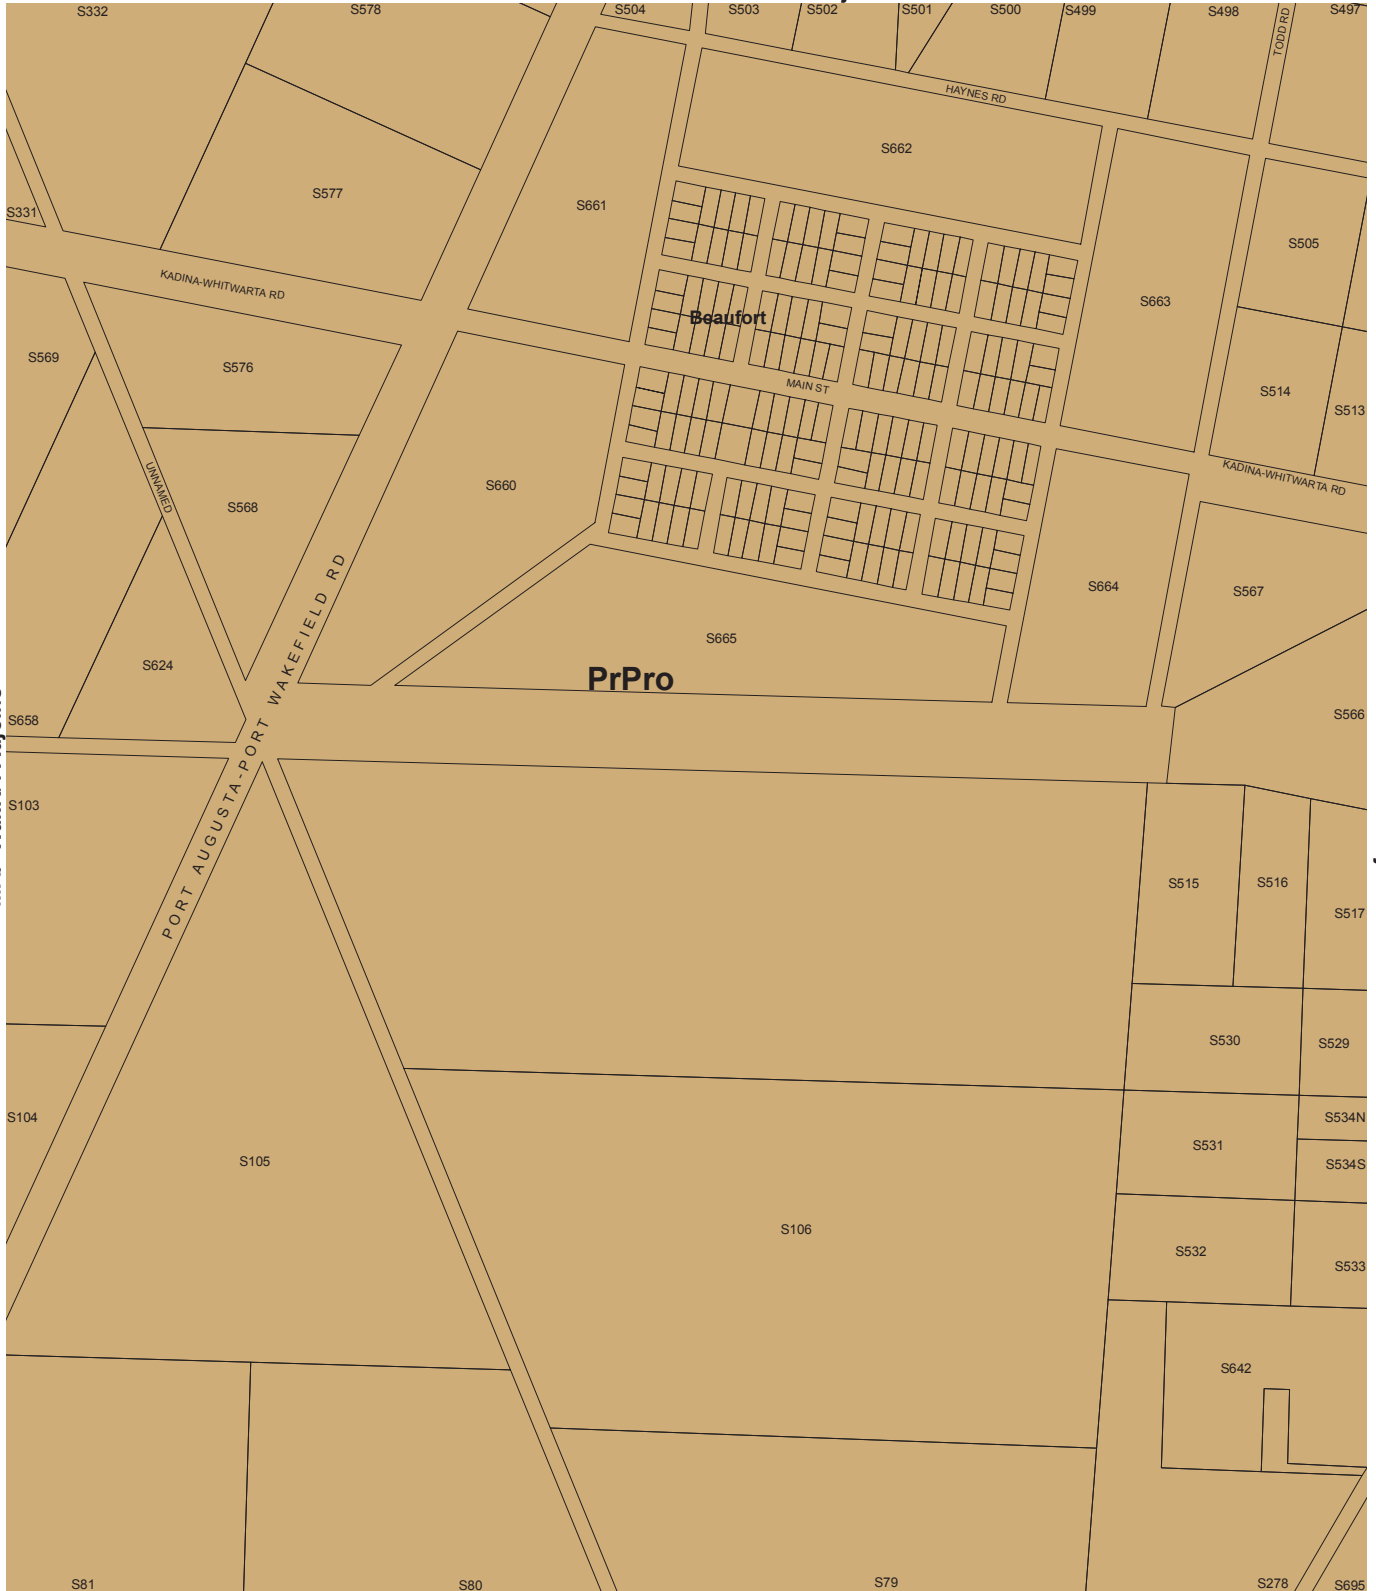 S332
S578
S504
S503
S502
S501
S500
S499
S498
TODD RD
S497
HAYNES RD
S662
S577
S661
S331
S505
KADINA-WHITWARTA RD
S663
Beaufort
S569
S576
MAIN ST
S514
S513
UNNAMED
S660
KADINA-WHITWARTA RD
S568
S664
S567
S665
S624
PrPro
S658
S566
PORT AUGUSTA-PORT WAKEFIELD RD
S103
S515
S516
S517
S530
S529
S104
S534N
S531
S105
S534S
S106
S532
S533
S642
S81
S80
S79
S278
S695